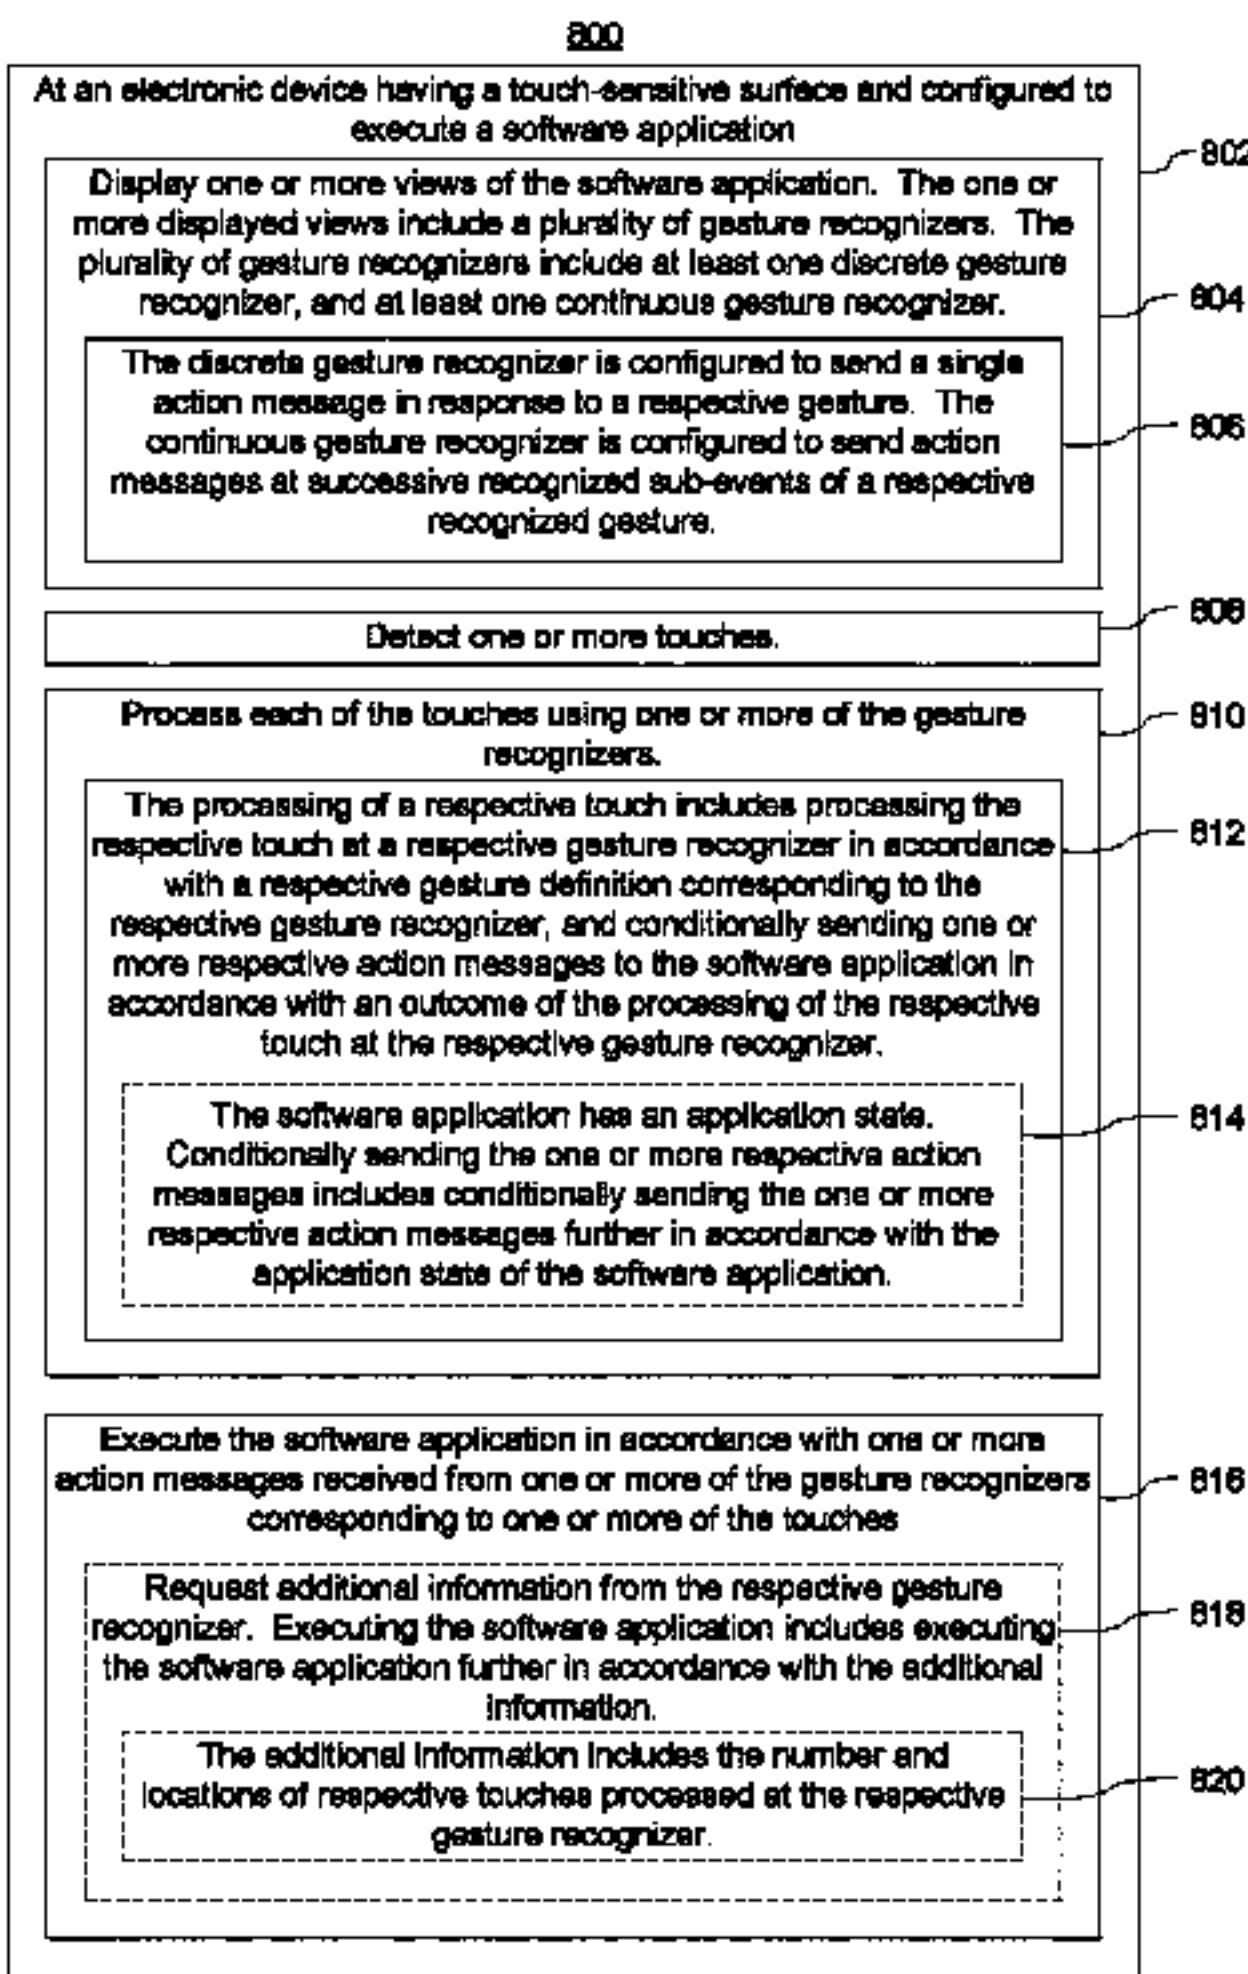 800
At an electronic device having a touch-sensitive surface and configured to
execute a software application
802
Display one or more views of the software application. The one or
more displayed views include a plurality of gesture recognizers. The
plurality of gesture recognizers include at least one discrete gesture
recognizer, and at least one continuous gesture recognizer.
804
The discrete gesture recognizer is configured to send a single
action message in response to a respective gesture. The
continuous gesture recognizer is configured to send action
messages at successive recognized sub-events of a respective
recognized gesture.
806
Detect one or more touches.
808
Process each of the touches using one or more of the gesture
recognizers.
810
The processing of a respective touch includes processing the
respective touch at a respective gesture recognizer in accordance
with a respective gesture definition corresponding to the
respective gesture recognizer, and conditionally sending one or
more respective action messages to the software application in
accordance with an outcome of the processing of the respective
touch at the respective gesture recognizer.
812
The software application has an application state.
Conditionally sending the one or more respective action
messages includes conditionally sending the one or more
respective action messages further in accordance with the
application state of the software application.
814
Execute the software application in accordance with one or more
action messages received from one or more of the gesture recognizers
corresponding to one or more of the touches
816
Request additional information from the respective gesture
recognizer. Executing the software application includes executing
the software application further in accordance with the additional
information.
818
The additional information includes the number and
locations of respective touches processed at the respective
gesture recognizer.
820